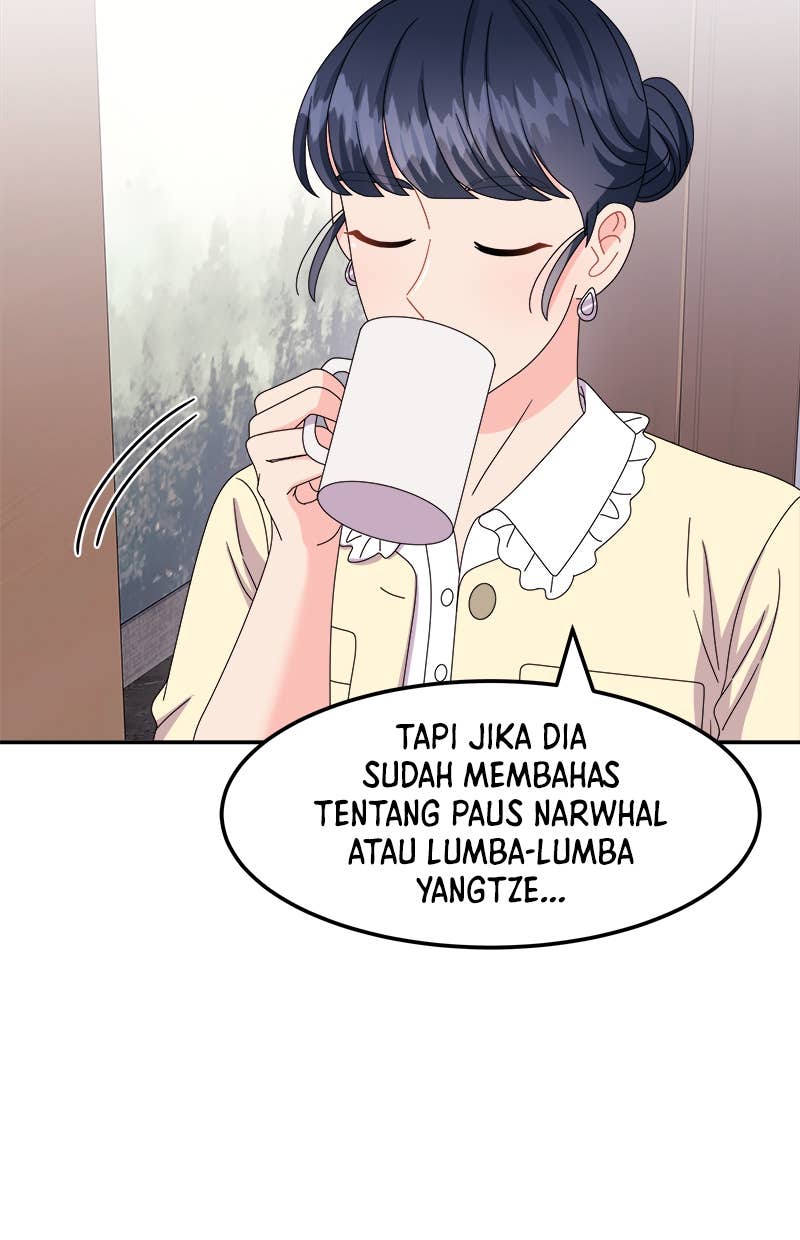 TAPI JIKA DIA
SUDAH MEMBAHAS
TENTANG PAUS NARWHAL
ATAU LUMBA-LUMBA
YANGTZE...